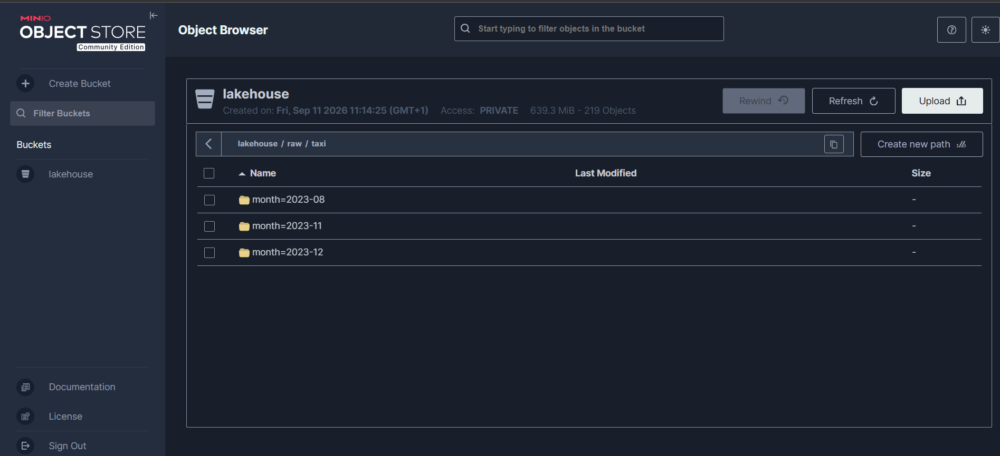 MINIO
OBJECT STORE
Community Edition
Create Bucket
Filter Buckets
Buckets
lakehouse
Documentation
License
Sign Out
Object Browser
Start typing to filter objects in the bucket
lakehouse
Created on: Fri, Sep 11 2026 11:14:25 (GMT+1) Access: PRIVATE 639.3 MiB - 219 Objects
Rewind
Refresh
Upload
lakehouse / raw / taxi
Create new path
Name Last Modified Size
month=2023-08 -
month=2023-11 -
month=2023-12 -